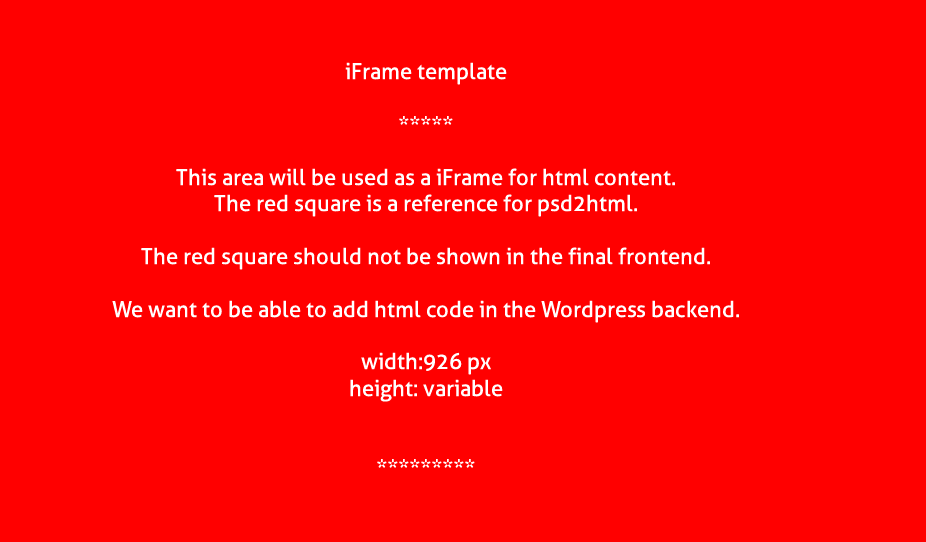 iFrame template
*****
This area will be used as a iFrame for html content.
The red square is a reference for psd2html.
The red square should not be shown in the final frontend.
We want to be able to add html code in the Wordpress backend.
width:926 px
height: variable
*********